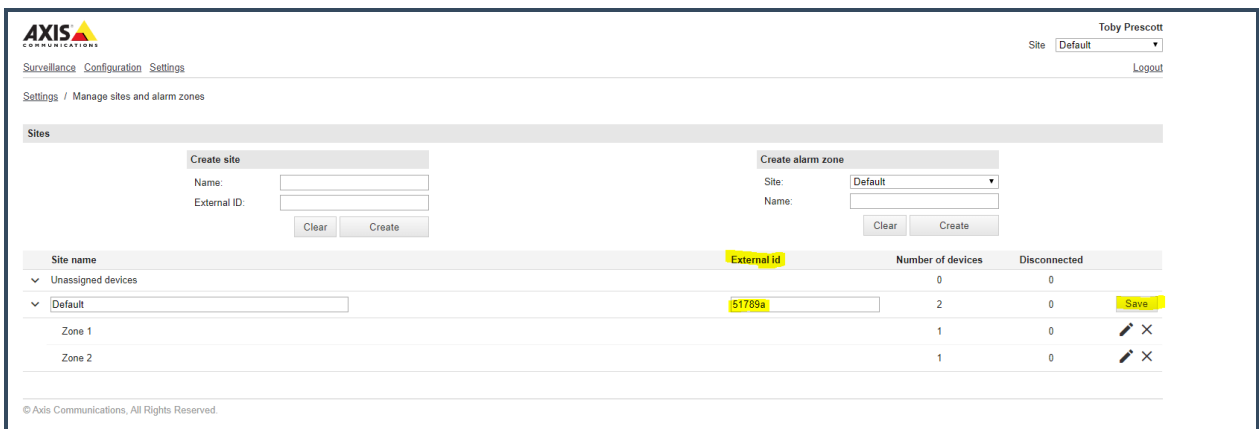 AXIS
COMMUNICATIONS
Toby Prescott
Site Default
Surveillance Configuration Settings Logout
Settings / Manage sites and alarm zones
Sites
Create site Create alarm zone
Name: Site: Default
External ID: Name:
Clear Create Clear Create
Site name External id Number of devices Disconnected
Unassigned devices 0 0
Default 51789a 2 0 Save
Zone 1 1 0
Zone 2 1 0
© Axis Communications, All Rights Reserved.